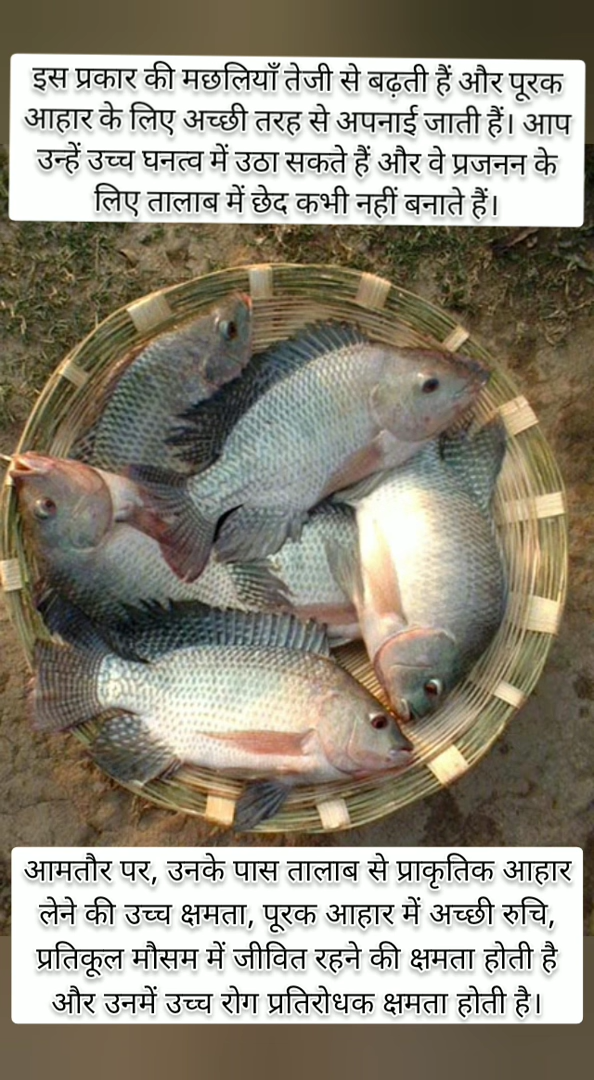 इस प्रकार की मछलियाँ तेजी से बढ़ती हैं और पूरक
आहार के लिए अच्छी तरह से अपनाई जाती हैं। आप
उन्हें उच्च घनत्व में उठा सकते हैं और वे प्रजनन के
लिए तालाब में छेद कभी नहीं बनाते हैं।
आमतौर पर, उनके पास तालाब से प्राकृतिक आहार
लेने की उच्च क्षमता, पूरक आहार में अच्छी रुचि,
प्रतिकूल मौसम में जीवित रहने की क्षमता होती है
और उनमें उच्च रोग प्रतिरोधक क्षमता होती है।